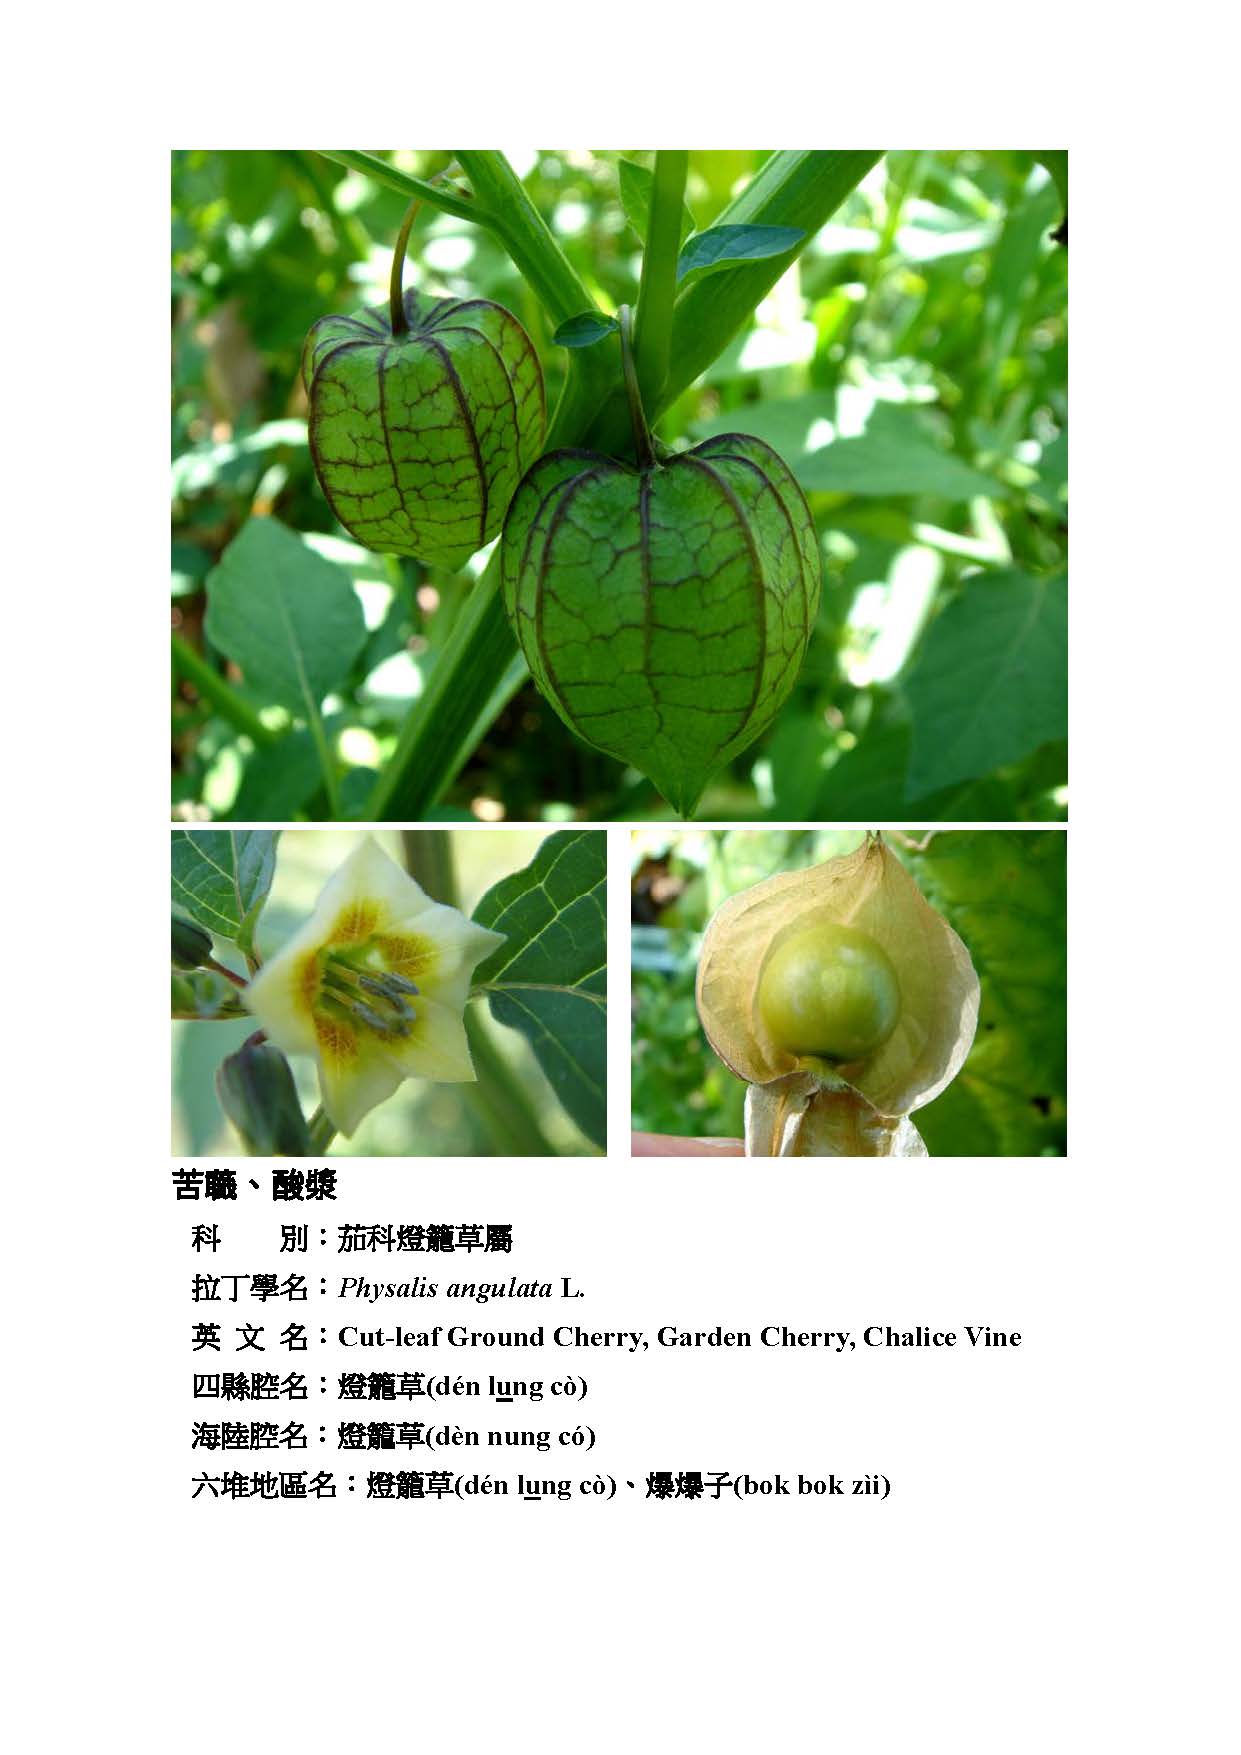 苦蘵、酸漿
科　　別：茄科燈籠草屬
拉丁學名：Physalis angulata L.
英 文 名：Cut-leaf Ground Cherry, Garden Cherry, Chalice Vine
四縣腔名：燈籠草(dén lung cò)
海陸腔名：燈籠草(dèn nung có)
六堆地區名：燈籠草(dén lung cò)、爆爆子(bok bok zìi)